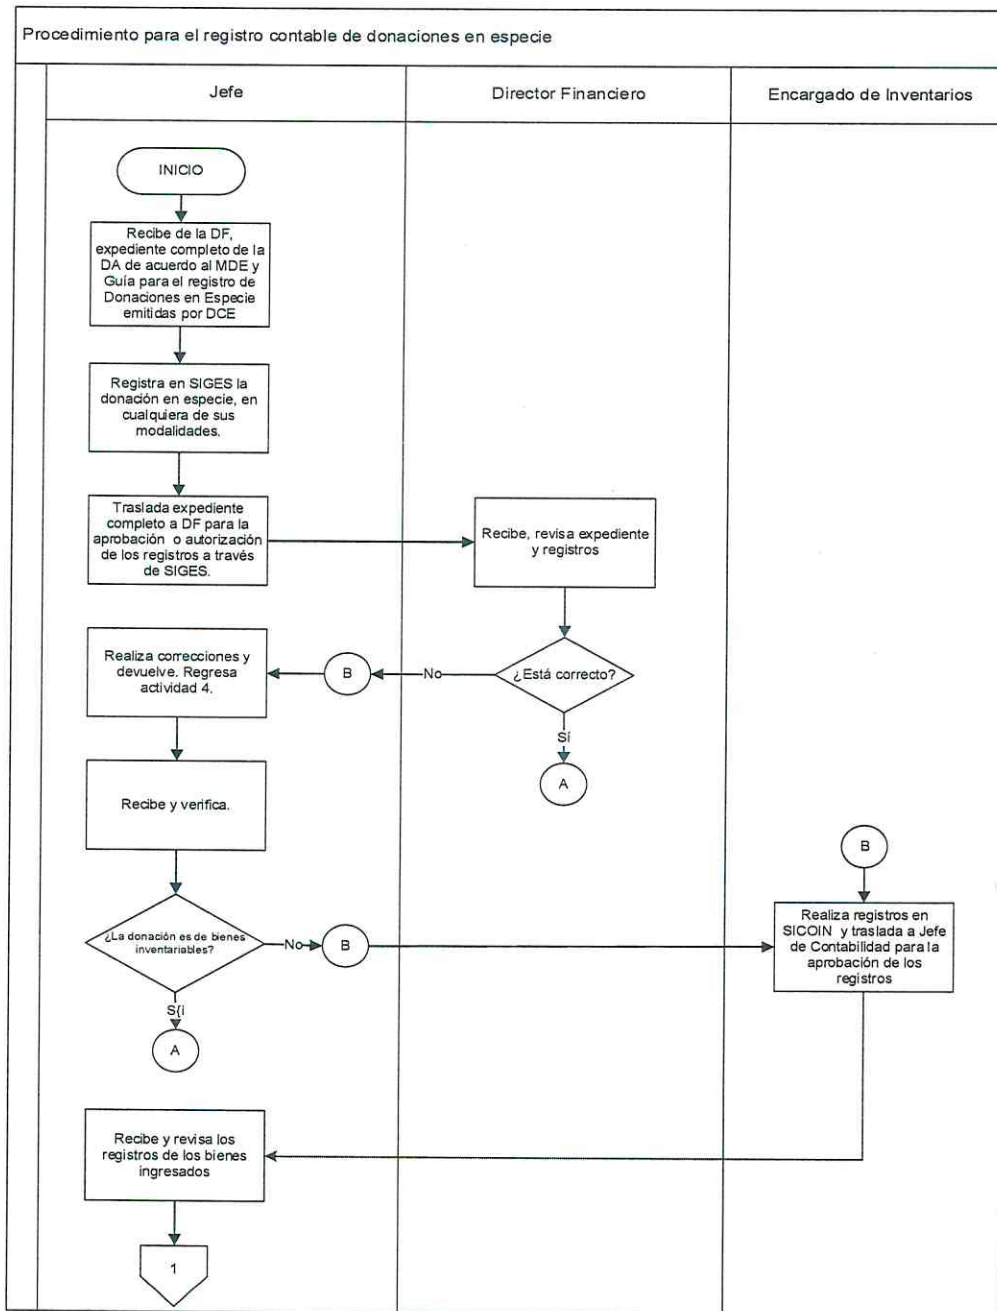 Procedimiento para el registro contable de donaciones en especie
Jefe
Director Financiero
Encargado de Inventarios
INICIO
Recibe de la DF,
expediente completo de la
DA de acuerdo al MDE y
Guía para el registro de
Donaciones en Especie
emitidas por DCE
Registra en SIGES la
donación en especie, en
cualquiera de sus
modalidades.
Traslada expediente
completo a DF para la
aprobación o autorización
de los registros a través
de SIGES.
Recibe, revisa expediente
y registros
¿Está correcto?
No
B
Realiza correcciones y
devuelve. Regresa
actividad 4.
Sí
A
Recibe y verifica.
¿La donación es de bienes
inventariables?
No
B
S{i
A
B
Realiza registros en
SICOIN y traslada a Jefe
de Contabilidad para la
aprobación de los
registros
Recibe y revisa los
registros de los bienes
ingresados
1